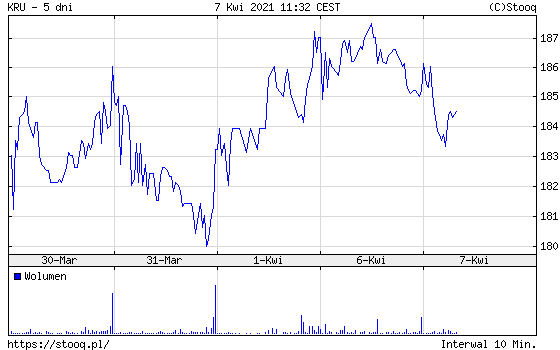 KRU - 5 dni 7 Kwi 2021 11:32 CEST (C)Stooq
187
186
185
184
183
182
181
180
30-Mar 31-Mar 1-Kwi 6-Kwi 7-Kwi
Wolumen
https://stooq.pl/ Interwal 10 Min.